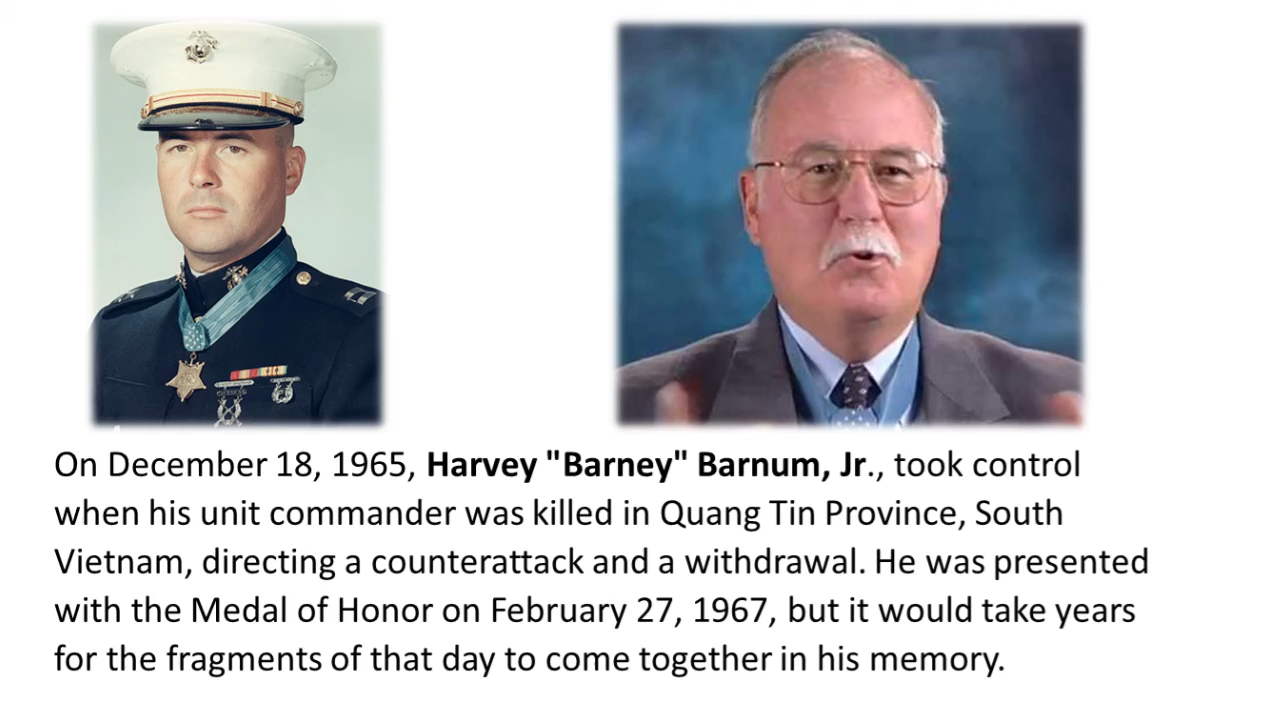 On December 18, 1965, Harvey "Barney" Barnum, Jr., took control
when his unit commander was killed in Quang Tin Province, South
Vietnam, directing a counterattack and a withdrawal. He was presented
with the Medal of Honor on February 27, 1967, but it would take years
for the fragments of that day to come together in his memory.